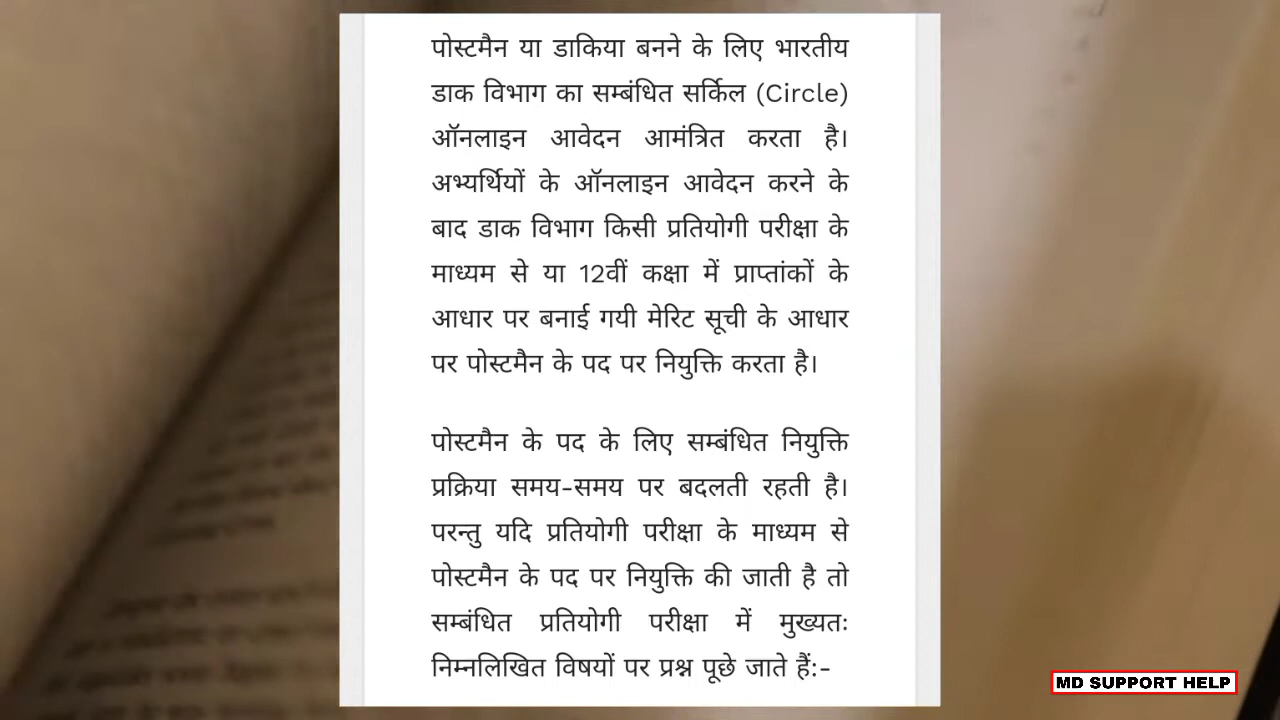 पोस्टमैन या डाकिया बनने के लिए भारतीय
डाक विभाग का सम्बंधित सर्किल (Circle)
ऑनलाइन आवेदन आमंत्रित करता है।
अभ्यर्थियों के ऑनलाइन आवेदन करने के
बाद डाक विभाग किसी प्रतियोगी परीक्षा के
माध्यम से या 12वीं कक्षा में प्राप्तांकों के
आधार पर बनाई गयी मेरिट सूची के आधार
पर पोस्टमैन के पद पर नियुक्ति करता है।
पोस्टमैन के पद के लिए सम्बंधित नियुक्ति
प्रक्रिया समय-समय पर बदलती रहती है।
परन्तु यदि प्रतियोगी परीक्षा के माध्यम से
पोस्टमैन के पद पर नियुक्ति की जाती है तो
सम्बंधित प्रतियोगी परीक्षा में मुख्यतः
निम्नलिखित विषयों पर प्रश्न पूछे जाते हैं:-
MD SUPPORT HELP